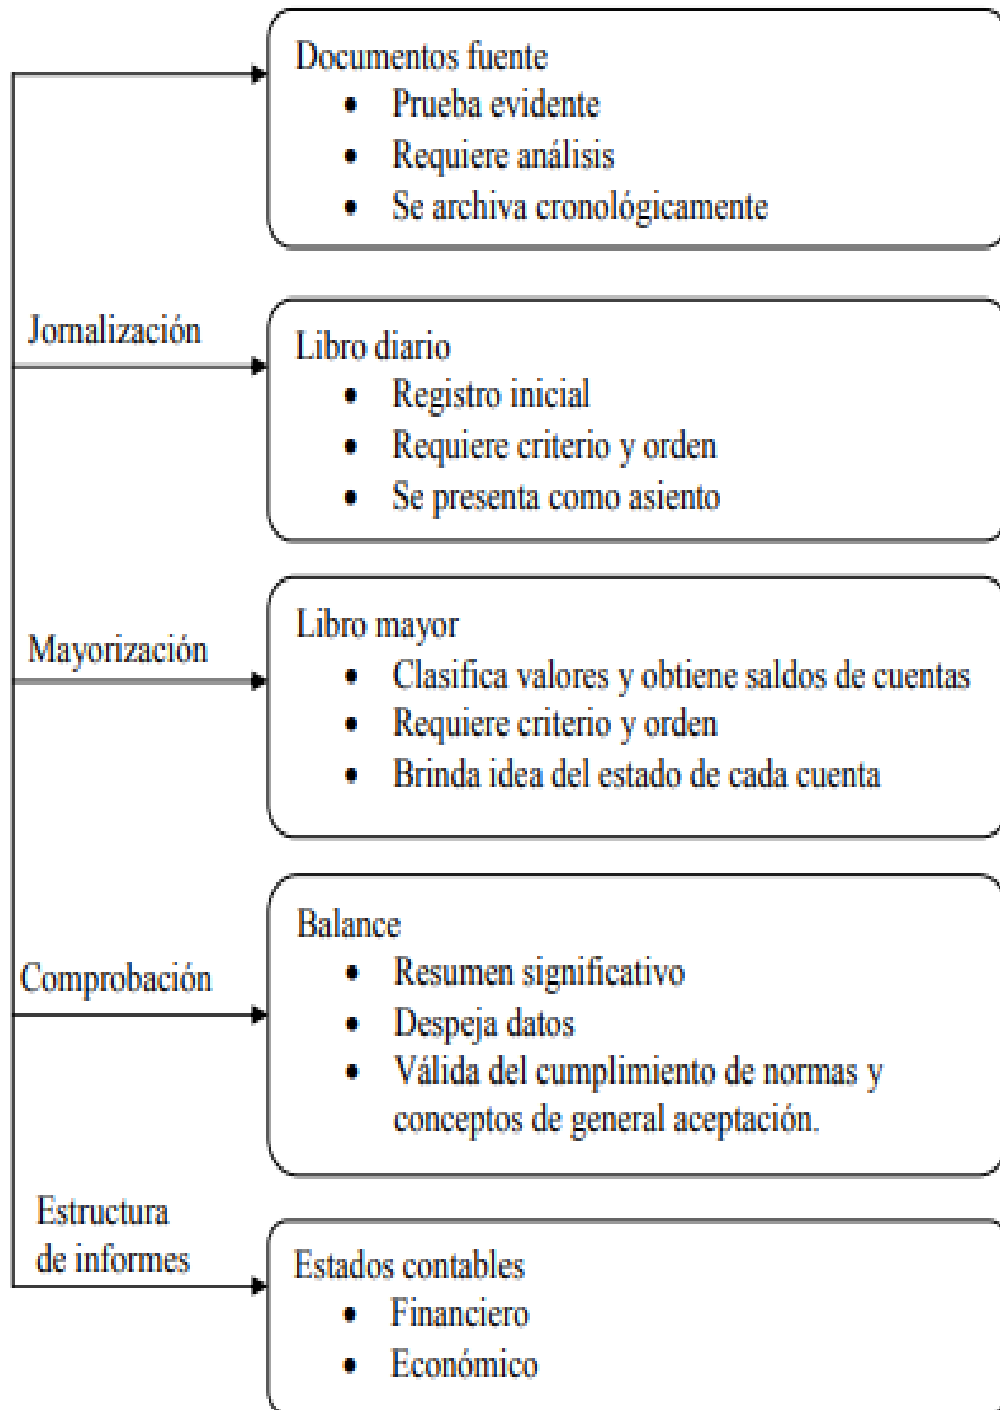 Documentos fuente
• Prueba evidente
• Requiere análisis
• Se archiva cronológicamente
Jornalización
Libro diario
• Registro inicial
• Requiere criterio y orden
• Se presenta como asiento
Mayorización
Libro mayor
• Clasifica valores y obtiene saldos de cuentas
• Requiere criterio y orden
• Brinda idea del estado de cada cuenta
Comprobación
Balance
• Resumen significativo
• Despeja datos
• Válida del cumplimiento de normas y
conceptos de general aceptación.
Estructura
de informes
Estados contables
• Financiero
• Económico